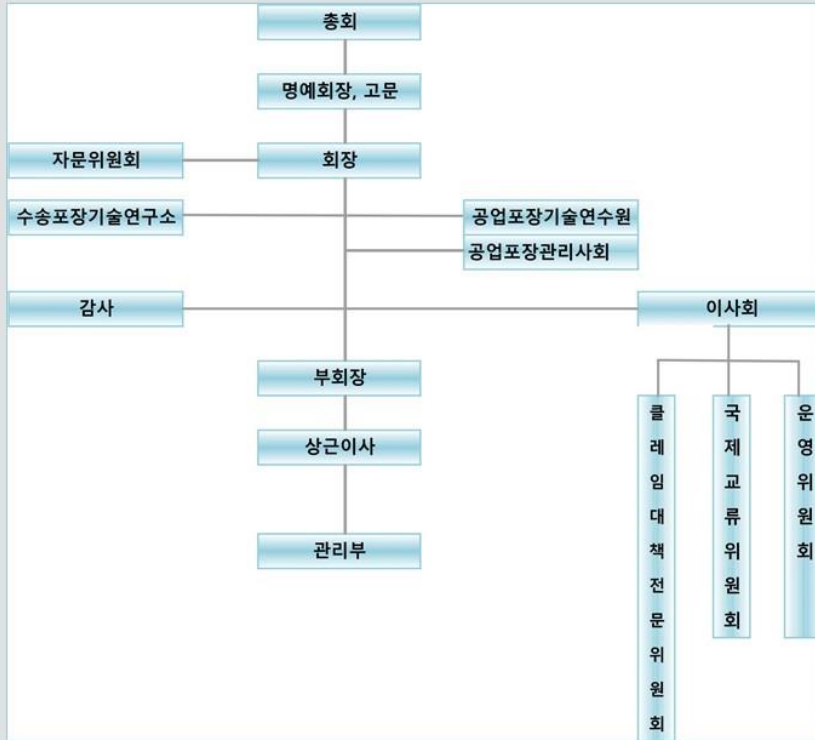 총회
명예회장, 고문
자문위원회
회장
수송포장기술연구소
공업포장기술연수원
공업포장관리사회
감사
이사회
부회장
상근이사
관리부
클레임대책전문위원회
국제교류위원회
운영위원회